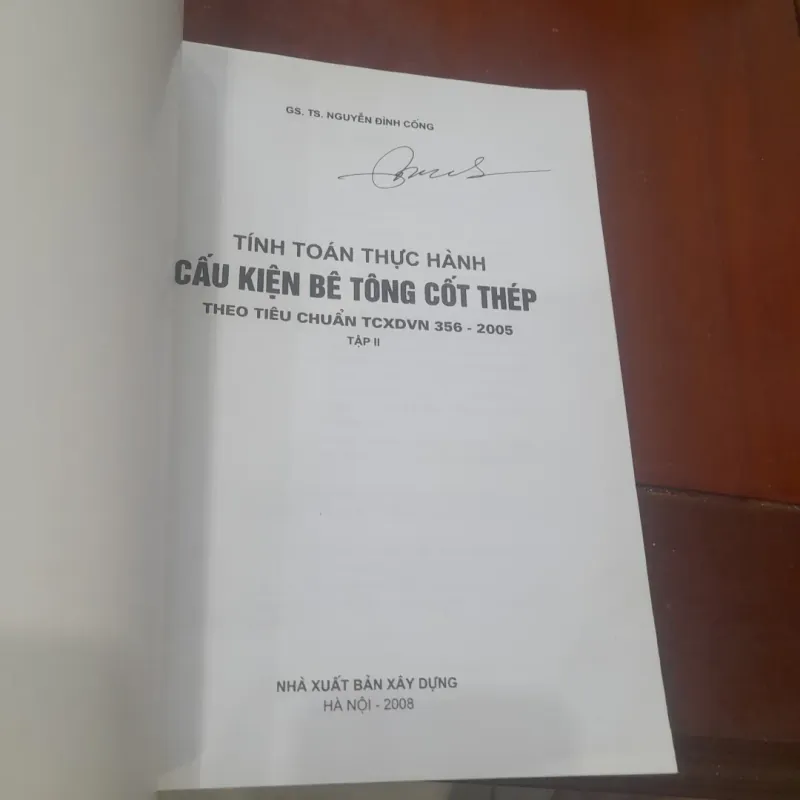 GS. TS. NGUYỄN ĐÌNH CỐNG
TÍNH TOÁN THỰC HÀNH
CẤU KIỆN BÊ TÔNG CỐT THÉP
THEO TIÊU CHUẨN TCXDVN 356 - 2005
TẬP II
NHÀ XUẤT BẢN XÂY DỰNG
HÀ NỘI - 2008